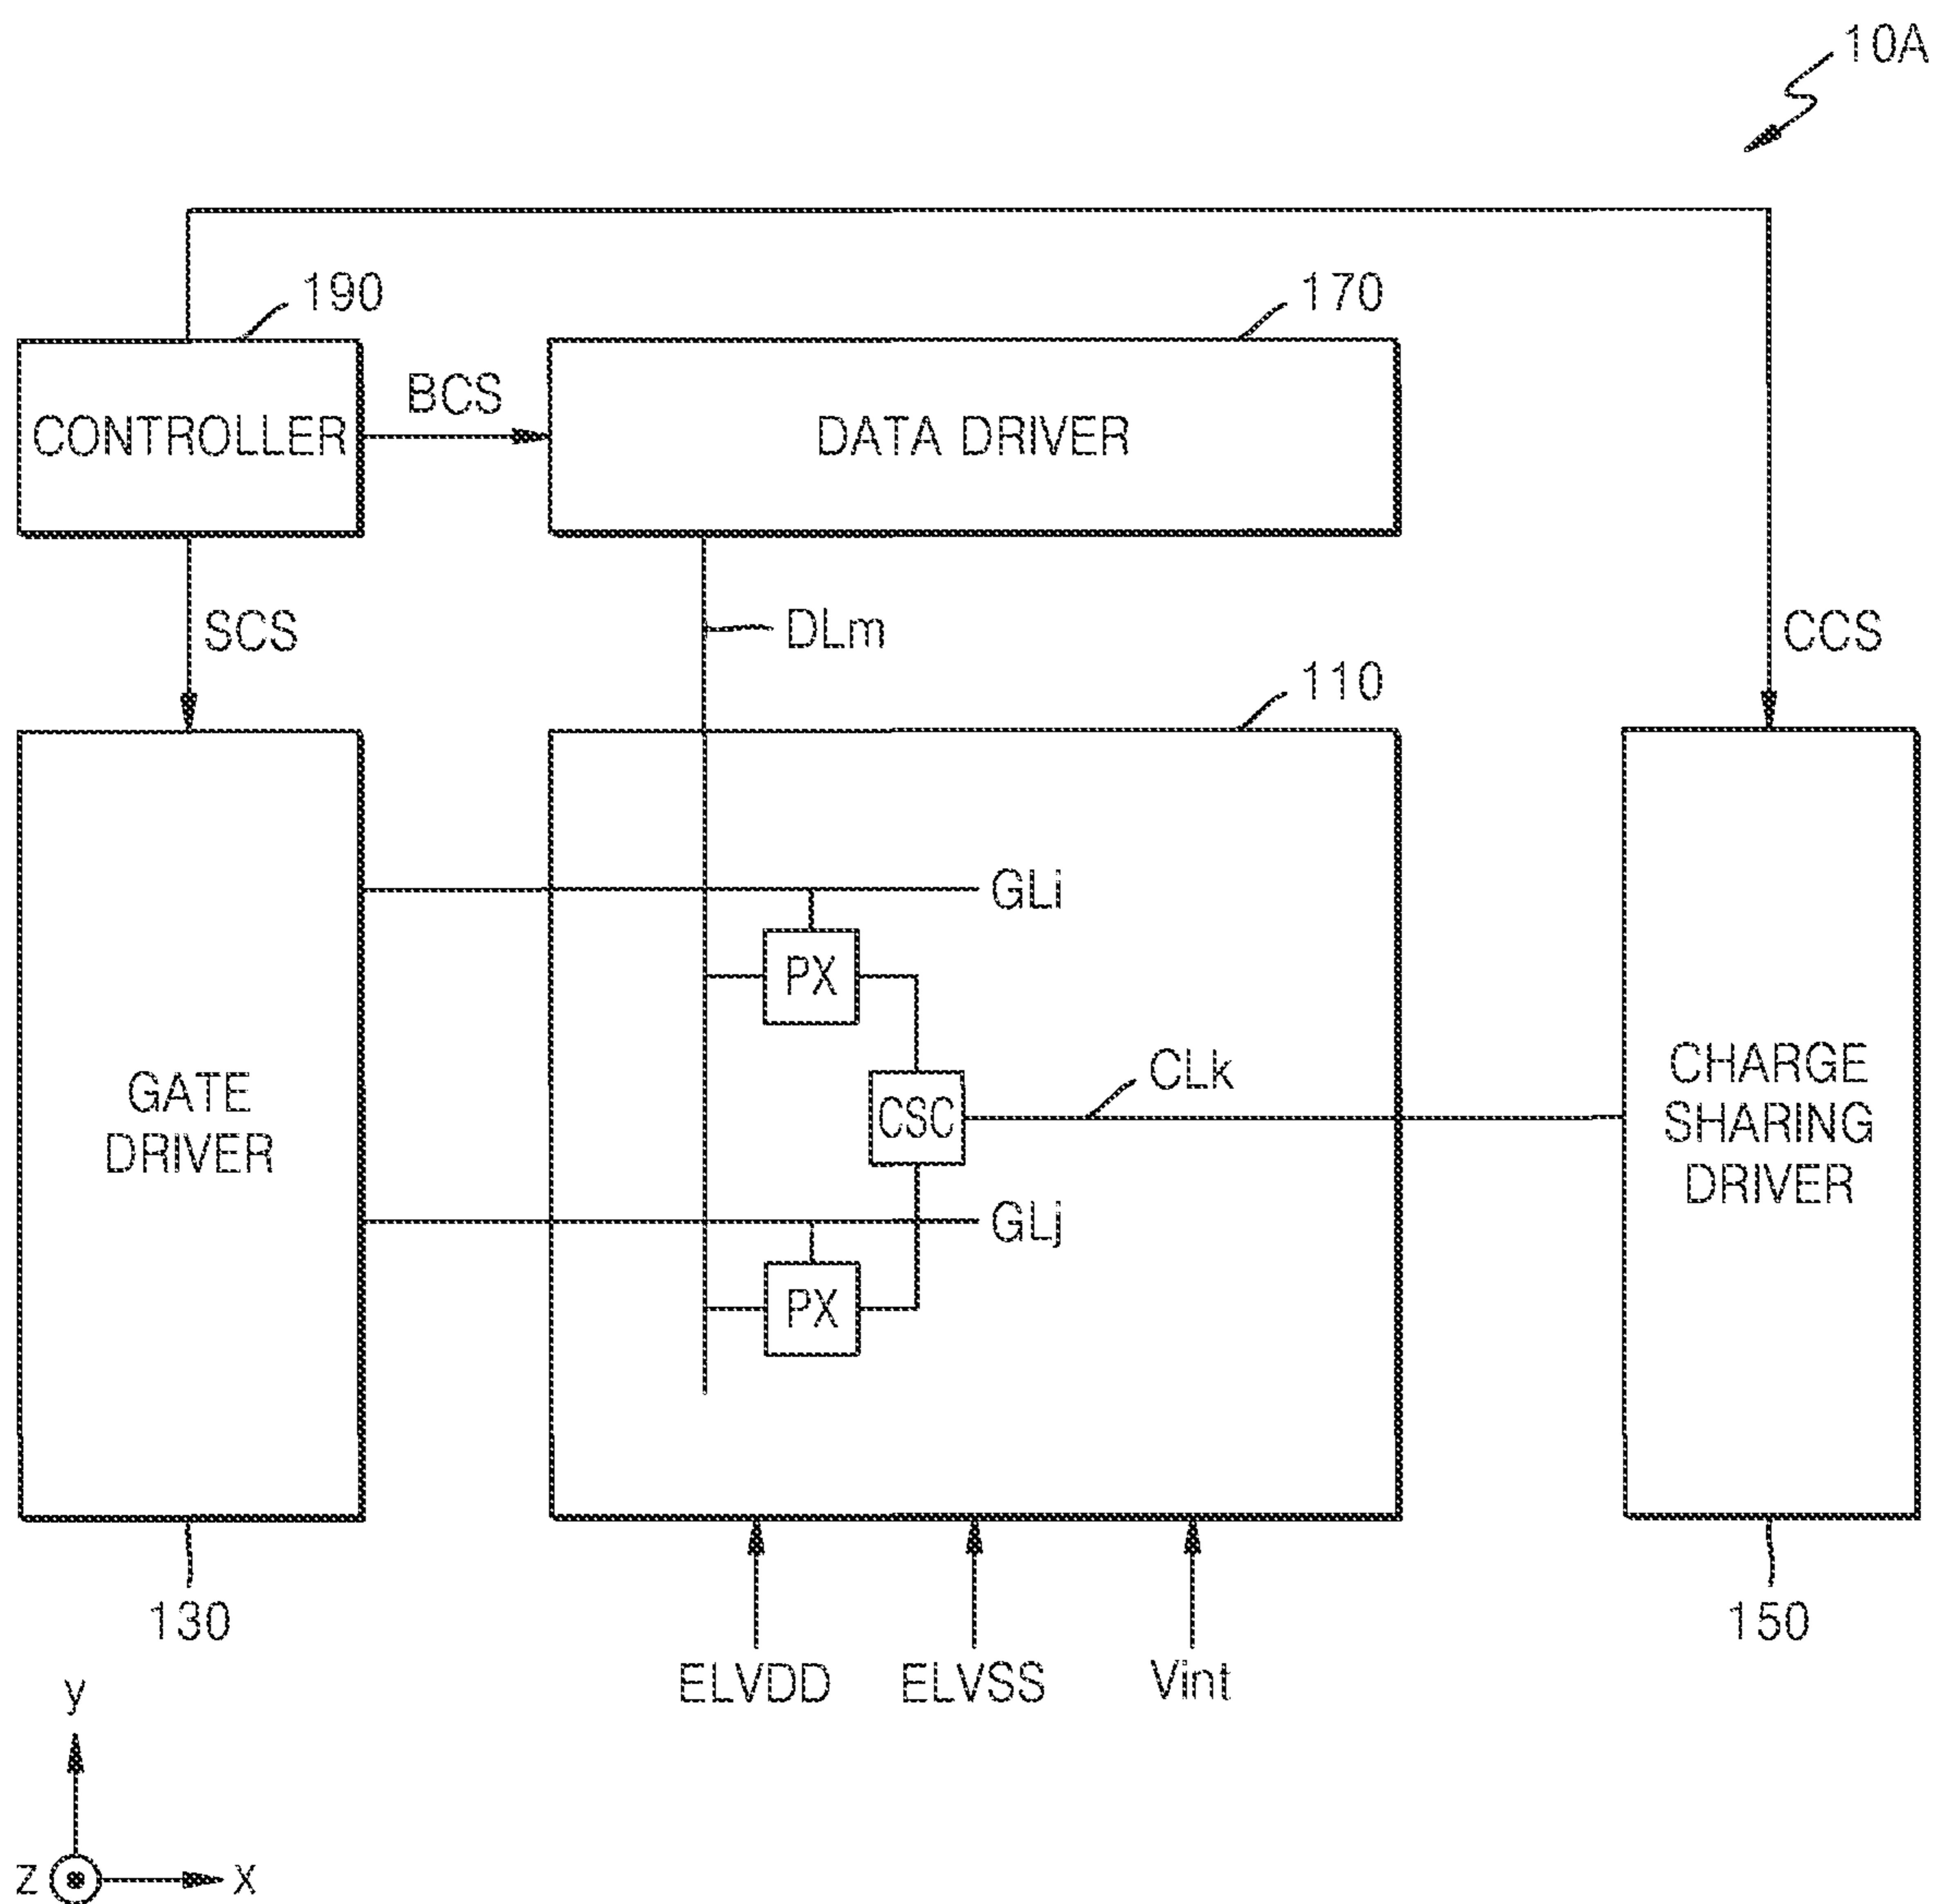 10A
190
170
CONTROLLER
BCS
DATA DRIVER
SCS
DLm
CCS
110
GLi
PX
CLk
CSC
GATE
DRIVER
CHARGE
SHARING
DRIVER
GLj
PX
130
150
ELVDD
ELVSS
Vint
y
z
x